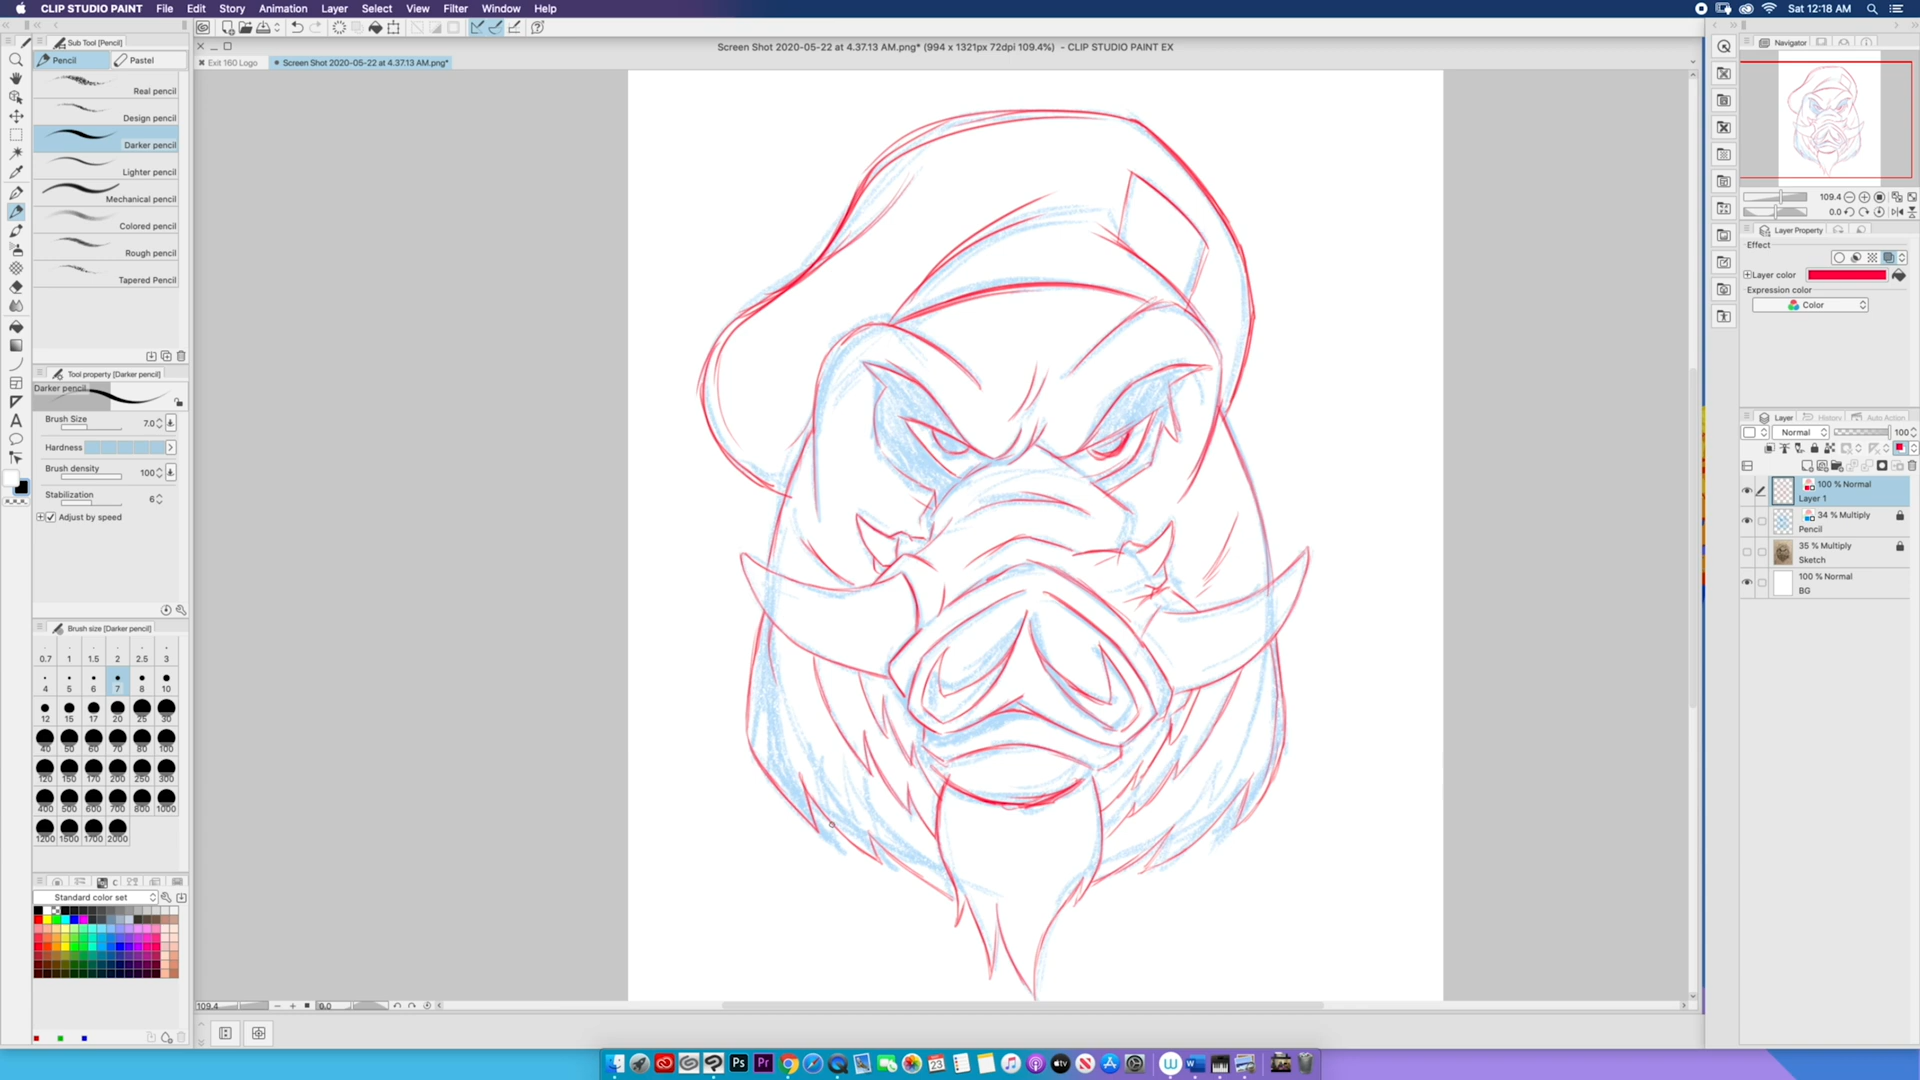 CLIP STUDIO PAINT File Edit Story Animation Layer Select View Filter Window Help
Sat 12:18 AM
Screen Shot 2020-05-22 at 4.37.13 AM.png* (994 x 1321px 72dpi 109.4%) - CLIP STUDIO PAINT EX
Exit 160 Logo
Screen Shot 2020-05-22 at 4.37.13 AM.png*
Sub Tool [Pencil]
Pencil Pastel
Real pencil
Design pencil
Darker pencil
Lighter pencil
Mechanical pencil
Colored pencil
Rough pencil
Tapered Pencil
Tool property [Darker pencil]
Darker pencil
Brush Size 7.0
Hardness
Brush density 100
Stabilization 6
Adjust by speed
Brush size [Darker pencil]
0.7 1 1.5 2 2.5 3
4 5 6 7 8 10
12 15 17 20 25 30
40 50 60 70 80 100
120 150 170 200 250 300
400 500 600 700 800 1000
1200 1500 1700 2000
Standard color set
109.4 0.0
Navigator
109.4
0.0
Layer Property
Effect
Layer color
Expression color
Color
Layer History Auto Action
Normal 100
100 % Normal
Layer 1
34 % Multiply
Pencil
35 % Multiply
Sketch
100 % Normal
BG
Ps Pr 23 tv W W